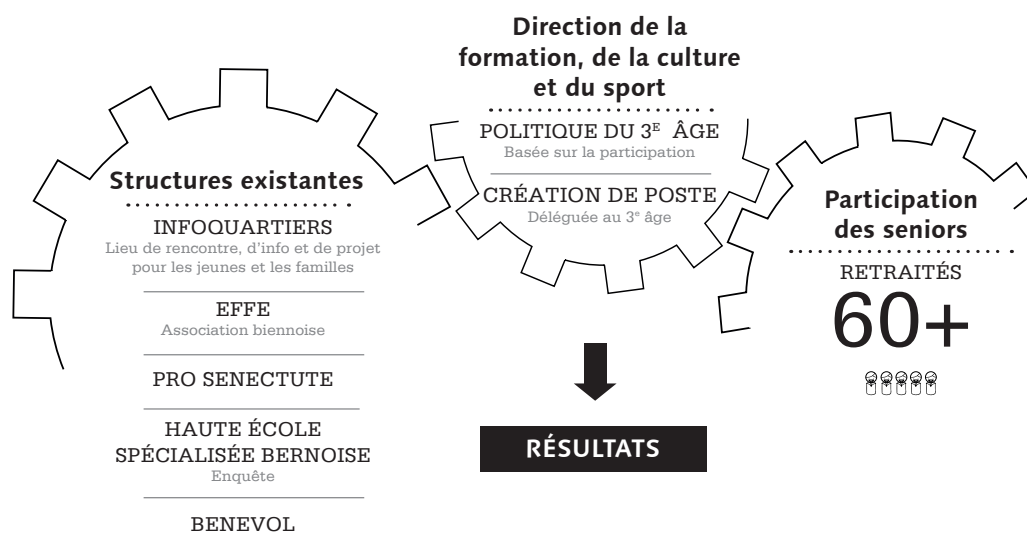 Structures existantes
INFOQUARTIERS
Lieu de rencontre, d'info et de projet
pour les jeunes et les familles
EFFE
Association biennoise
PRO SENECTUTE
HAUTE ÉCOLE
SPÉCIALISÉE BERNOISE
Enquête
BENEVOL
Direction de la
formation, de la culture
et du sport
POLITIQUE DU 3E ÂGE
Basée sur la participation
CRÉATION DE POSTE
Déléguée au 3e âge
RÉSULTATS
Participation
des seniors
RETRAITÉS
60+